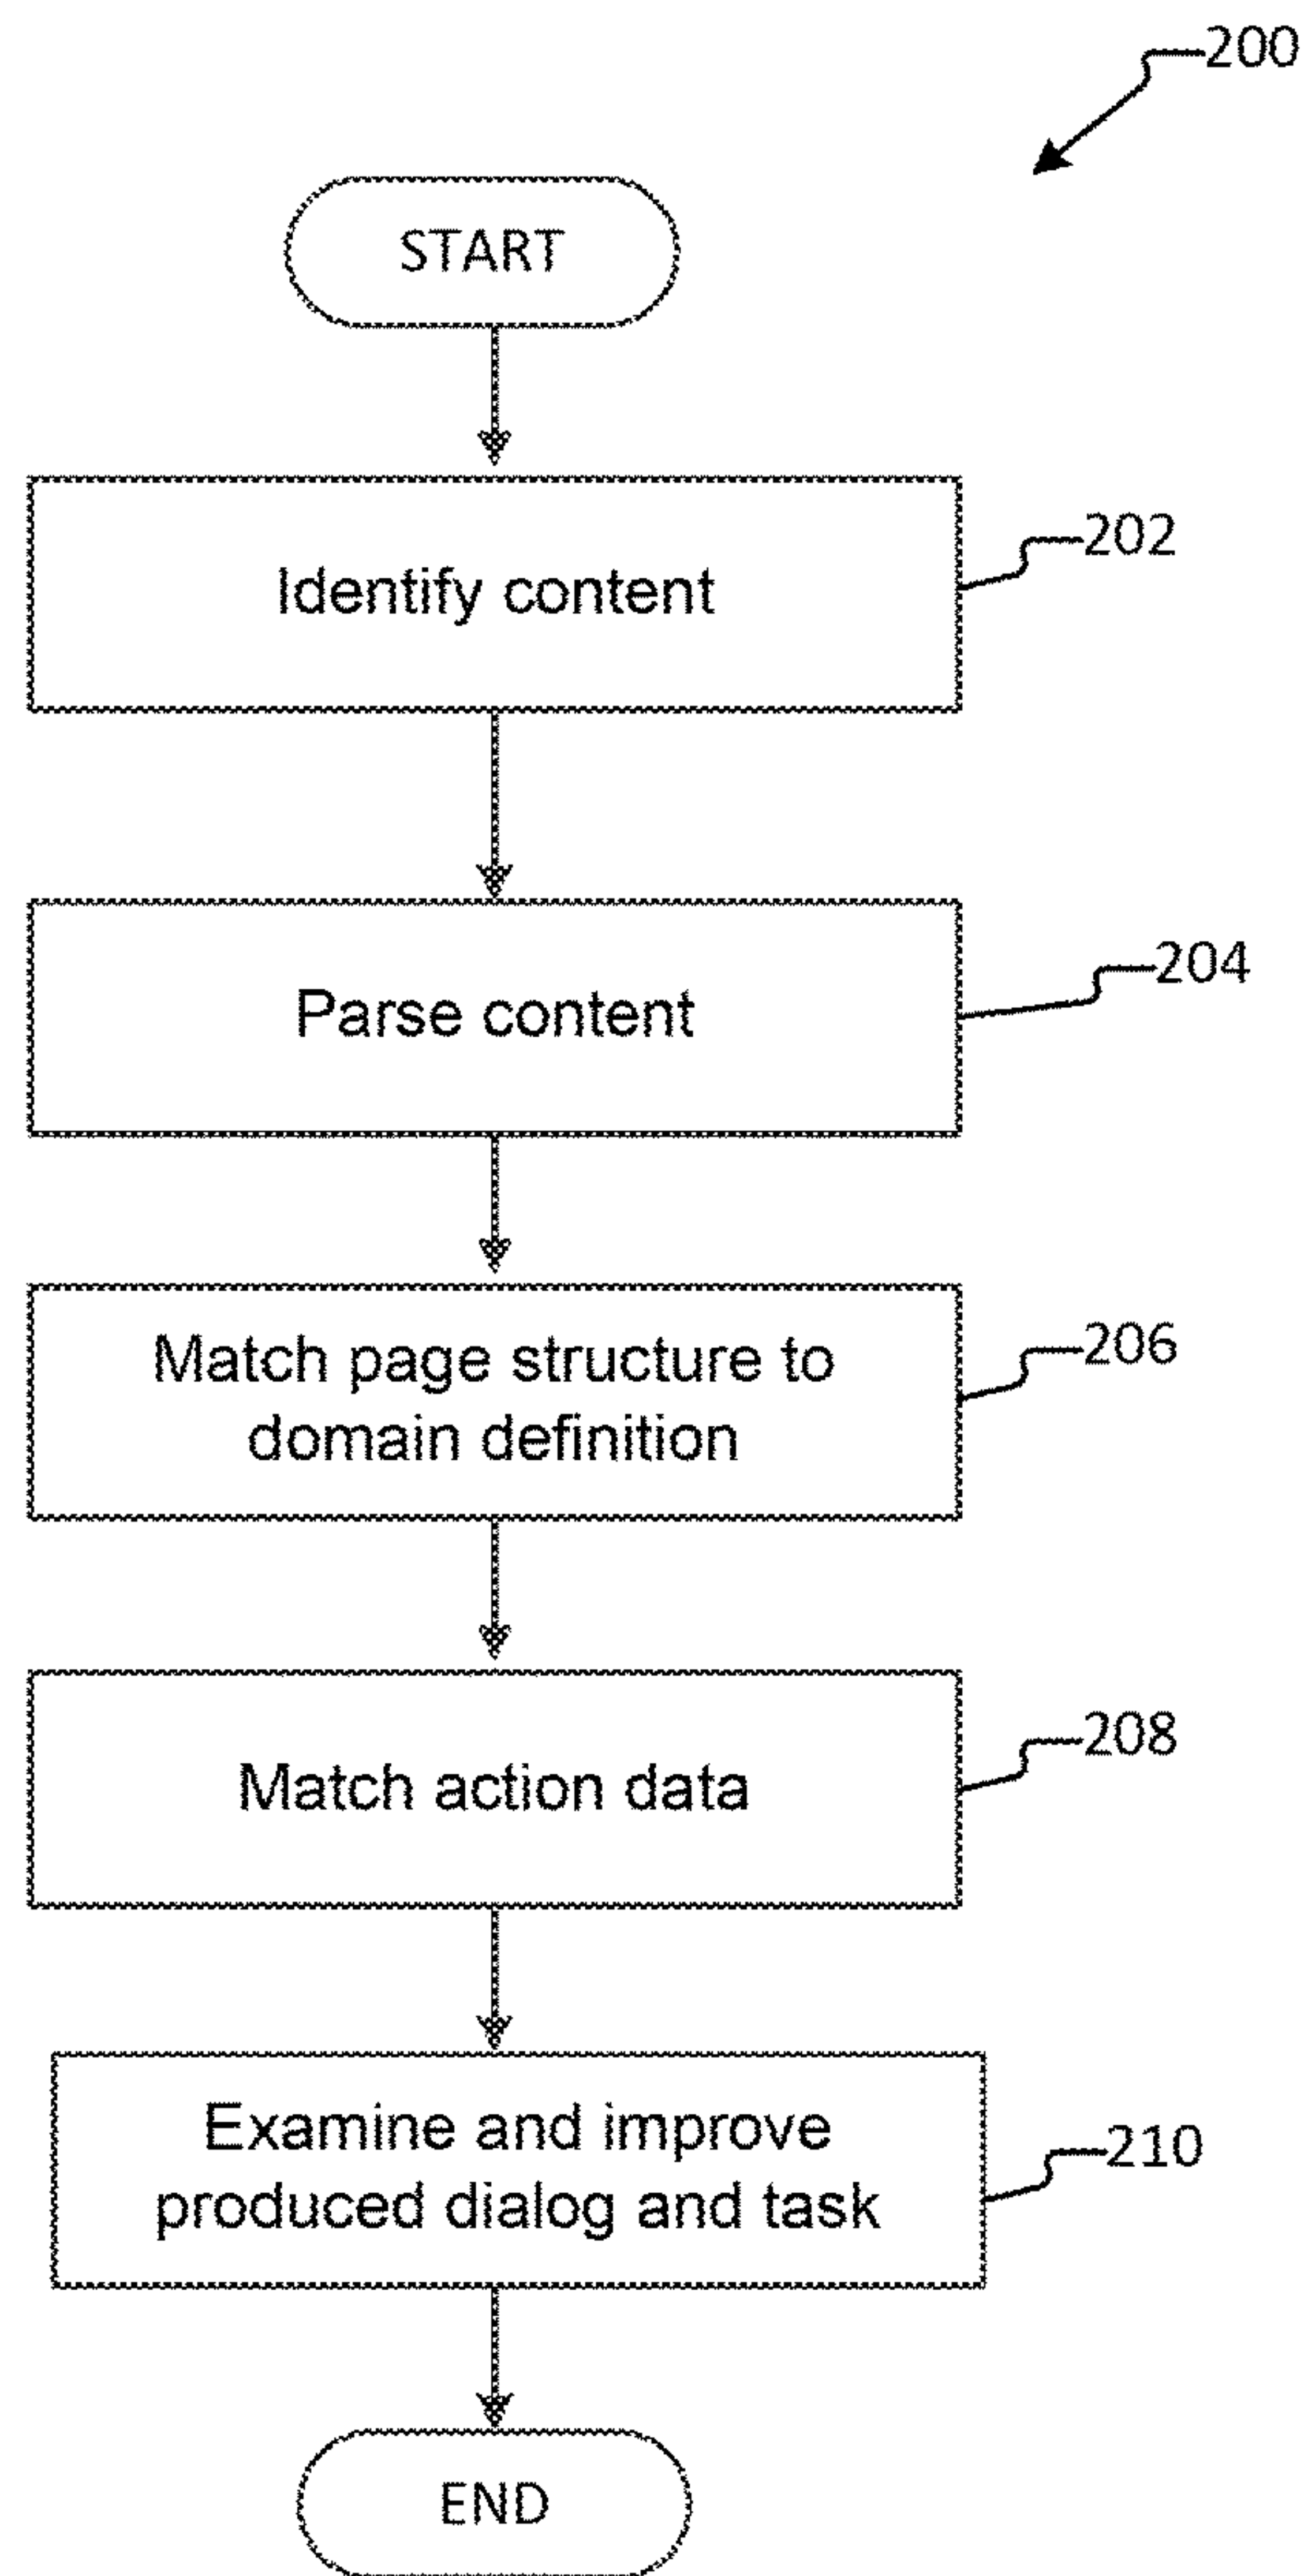 200
START
Identify content
202
Parse content
204
Match page structure to
domain definition
206
Match action data
208
Examine and improve
produced dialog and task
210
END